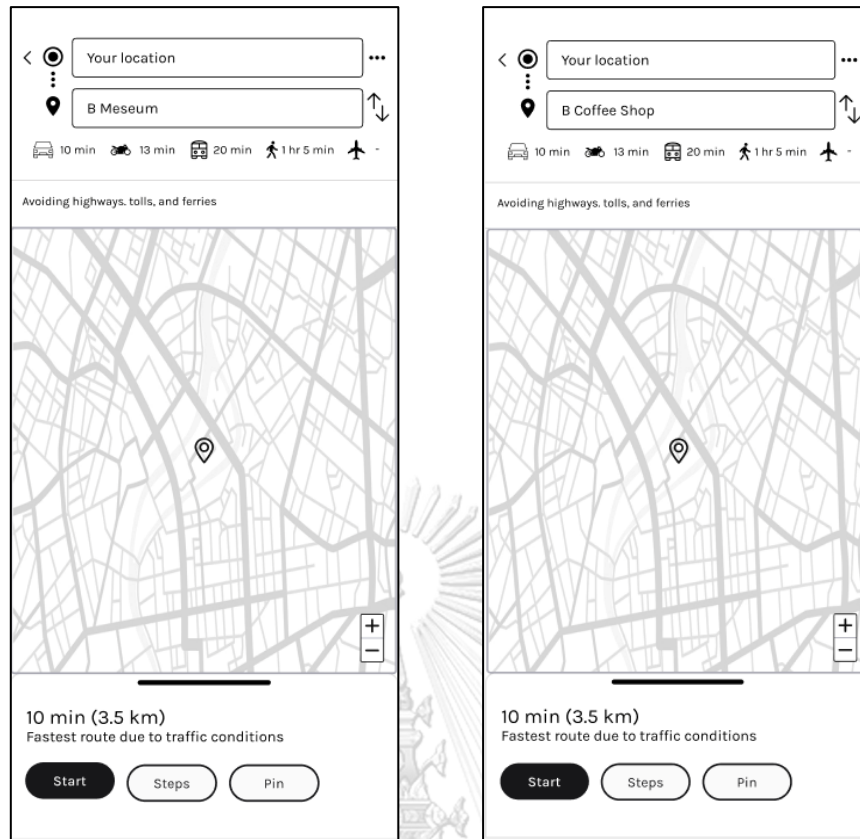 Your location
B Meseum
10 min 13 min 20 min 1 hr 5 min -
Avoiding highways. tolls, and ferries
+
−
10 min (3.5 km)
Fastest route due to traffic conditions
Start Steps Pin
Your location
B Coffee Shop
10 min 13 min 20 min 1 hr 5 min -
Avoiding highways. tolls, and ferries
+
−
10 min (3.5 km)
Fastest route due to traffic conditions
Start Steps Pin